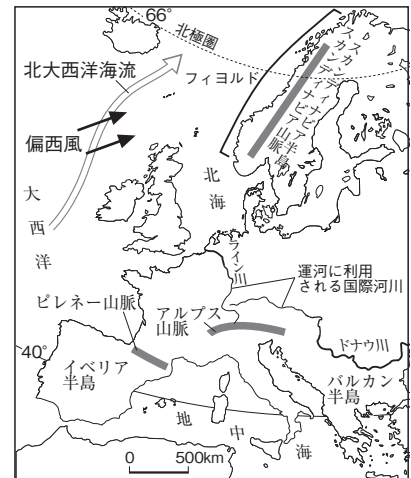 66°
北極圏
北大西洋海流
フィヨルド
スカンディナビア半島
スカンディナビア山脈
偏西風
北海
大西洋
ライン川
運河に利用
される国際河川
ピレネー山脈
アルプス
山脈
ドナウ川
40°
イベリア
半島
バルカン
半島
地中海
0 500km